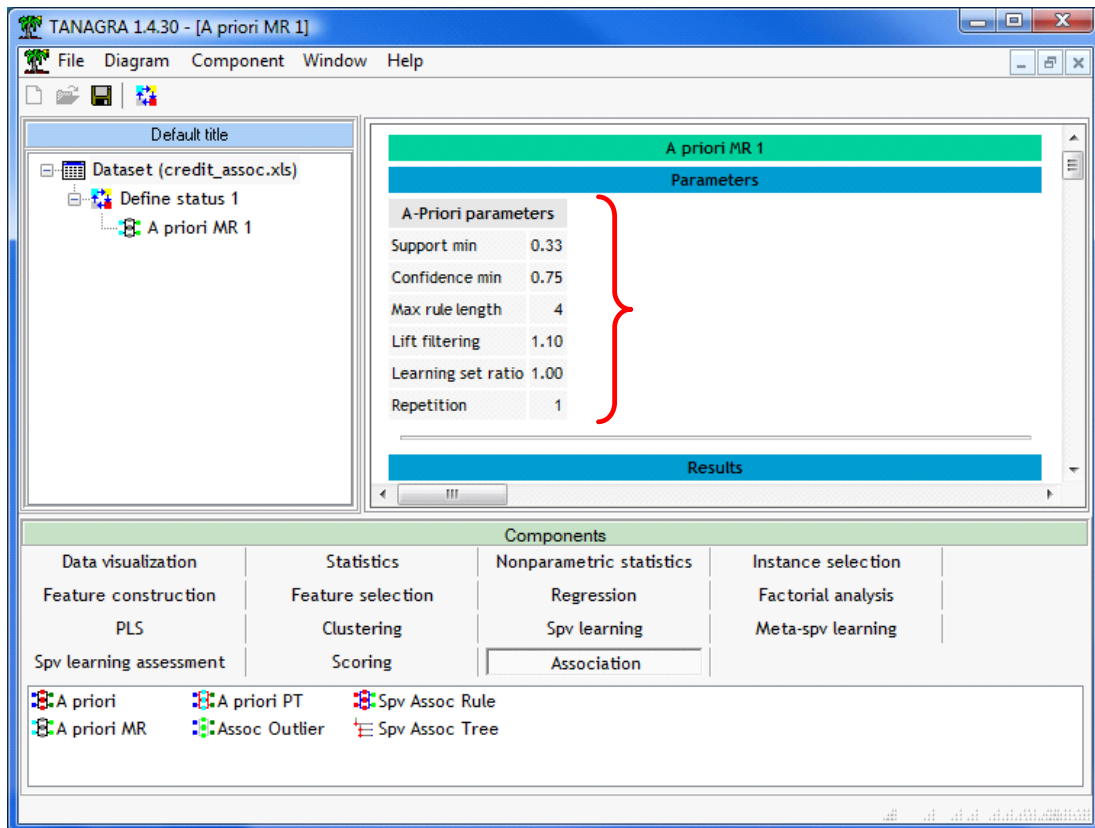 TANAGRA 1.4.30 - [A priori MR 1]
File Diagram Component Window Help
Default title
Dataset (credit_assoc.xls)
Define status 1
A priori MR 1
A priori MR 1
Parameters
A-Priori parameters
Support min 0.33
Confidence min 0.75
Max rule length 4
Lift filtering 1.10
Learning set ratio 1.00
Repetition 1
Results
Components
Data visualization Statistics Nonparametric statistics Instance selection
Feature construction Feature selection Regression Factorial analysis
PLS Clustering Spv learning Meta-spv learning
Spv learning assessment Scoring Association
A priori A priori PT Spv Assoc Rule
A priori MR Assoc Outlier Spv Assoc Tree